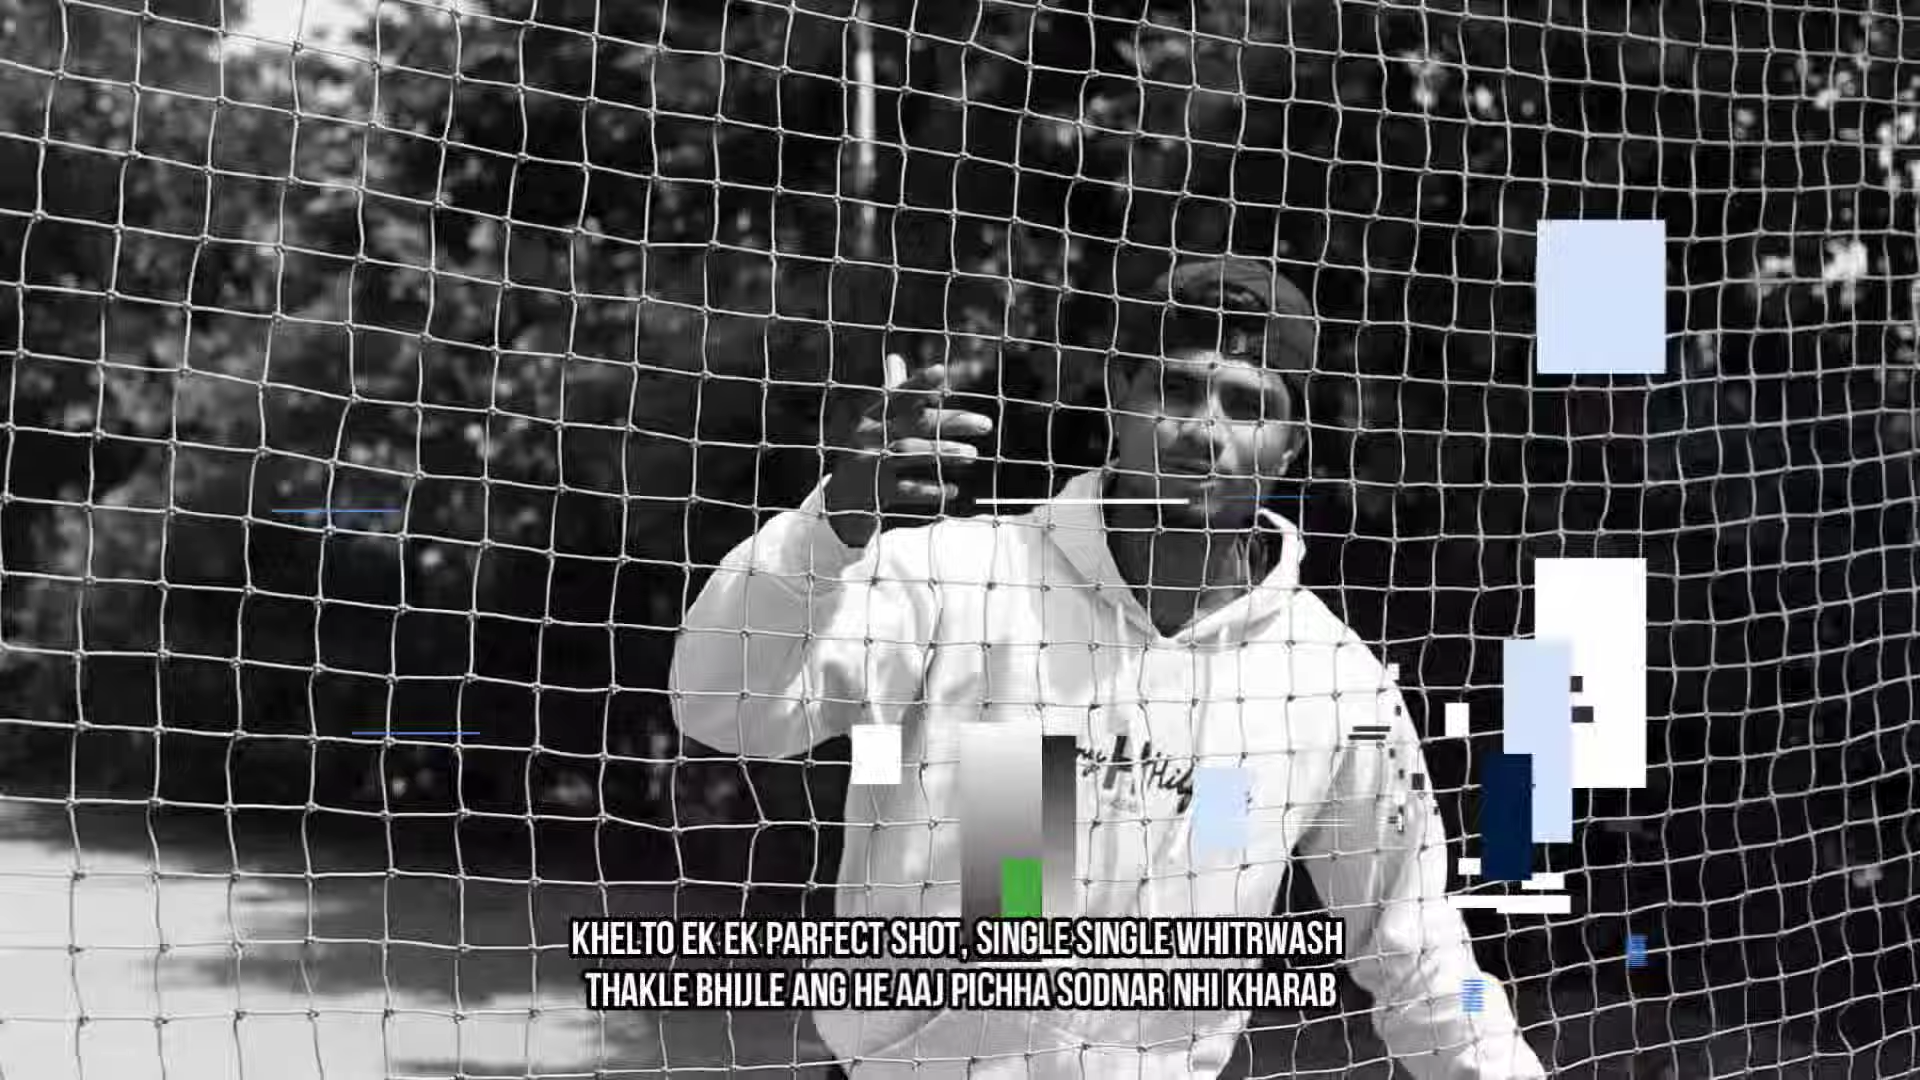 KHELTO EK EK PARFECT SHOT, SINGLE SINGLE WHITRWASH
THAKLE BHIJLE ANG HE AAJ PICHHA SODNAR NHI KHARAB